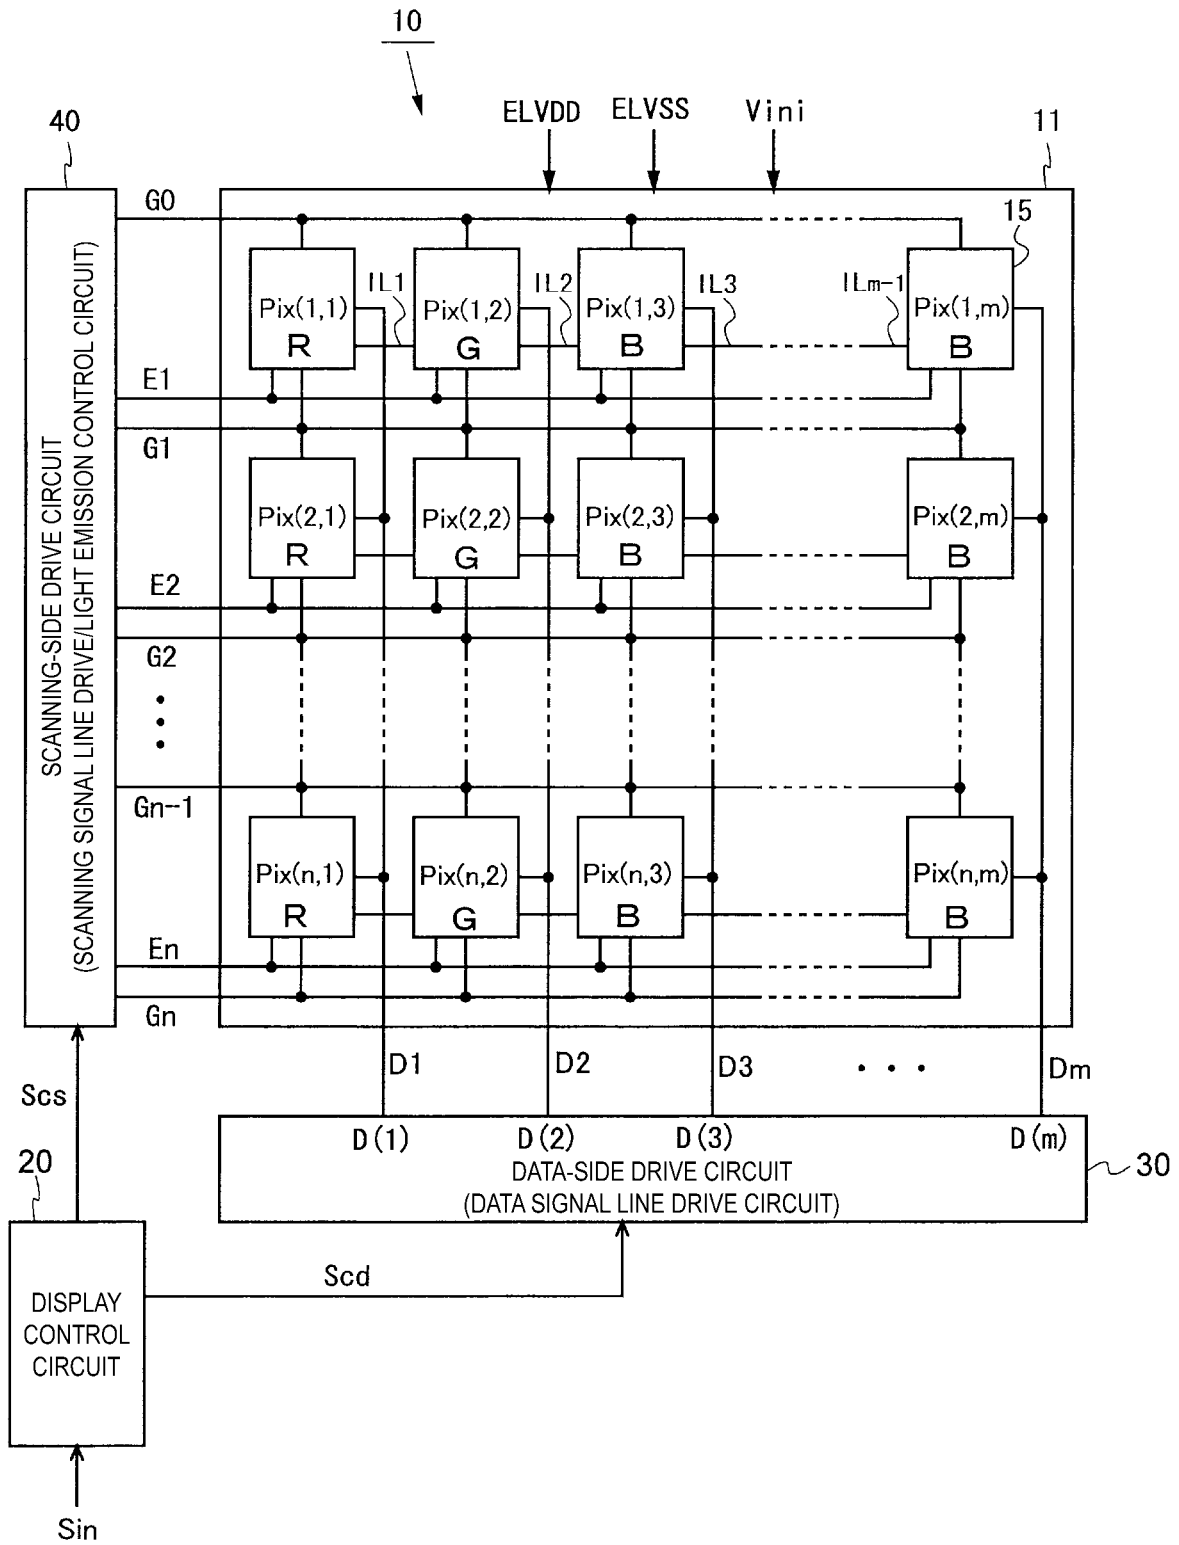 10
ELVDD ELVSS Vini
40 11
G0 15
IL1 IL2 IL3 ILm-1
Pix(1,1) Pix(1,2) Pix(1,3) Pix(1,m)
R G B B
E1
G1
Pix(2,1) Pix(2,2) Pix(2,3) Pix(2,m)
R G B B
E2
G2
Gn-1
Pix(n,1) Pix(n,2) Pix(n,3) Pix(n,m)
R G B B
En
Gn
SCANNING-SIDE DRIVE CIRCUIT
(SCANNING SIGNAL LINE DRIVE/LIGHT EMISSION CONTROL CIRCUIT)
D1 D2 D3 Dm
Scs
D(1) D(2) D(3) D(m)
DATA-SIDE DRIVE CIRCUIT
(DATA SIGNAL LINE DRIVE CIRCUIT)
30
20
Scd
DISPLAY
CONTROL
CIRCUIT
Sin